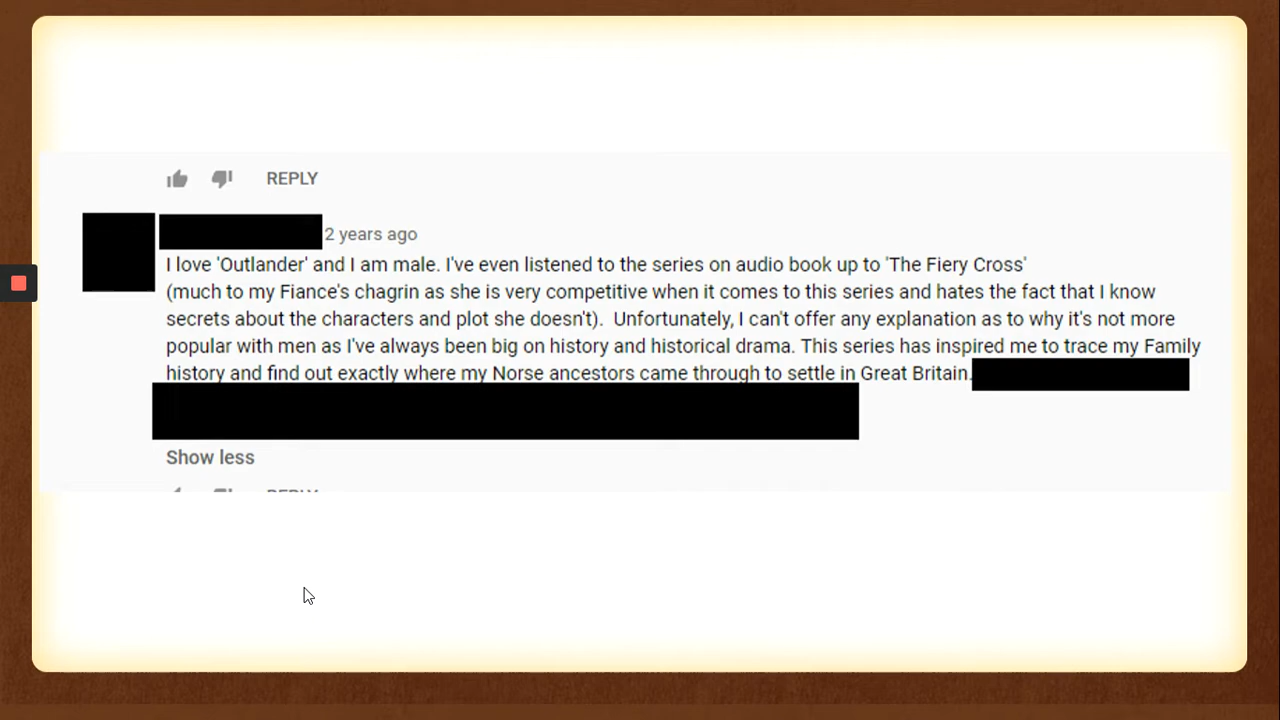 REPLY
2 years ago
I love 'Outlander' and I am male. I've even listened to the series on audio book up to 'The Fiery Cross'
(much to my Fiance's chagrin as she is very competitive when it comes to this series and hates the fact that I know
secrets about the characters and plot she doesn't).  Unfortunately, I can't offer any explanation as to why it's not more
popular with men as I've always been big on history and historical drama. This series has inspired me to trace my Family
history and find out exactly where my Norse ancestors came through to settle in Great Britain.
Show less
REPLY